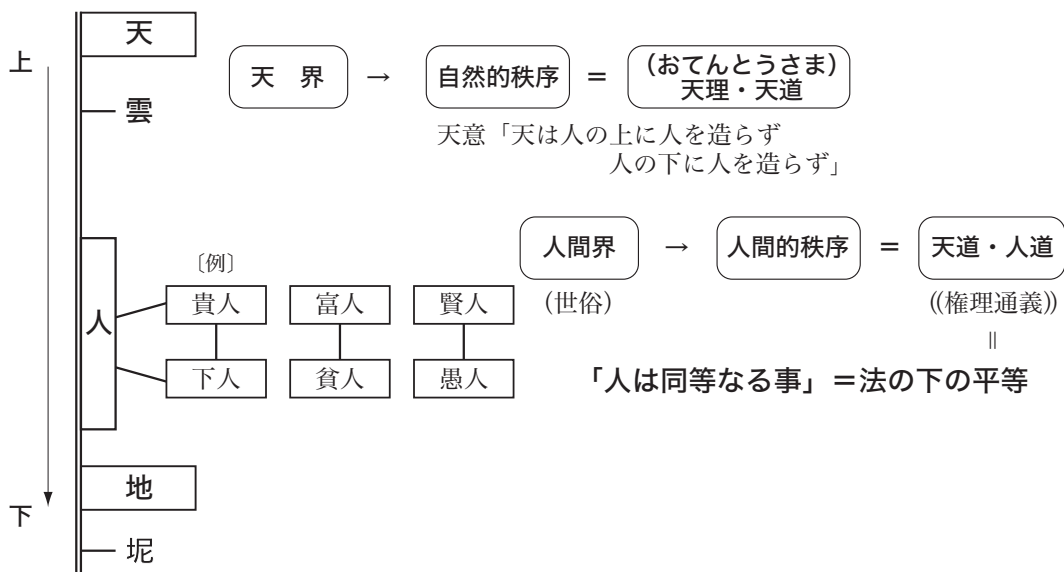 上
天
雲
天　界 → 自然的秩序 ＝ (おてんとうさま)
天理・天道
天意「天は人の上に人を造らず
人の下に人を造らず」
人間界 → 人間的秩序 ＝ 天道・人道
(世俗) ((権理通義))
＝
「人は同等なる事」＝法の下の平等
人
〔例〕
貴人 富人 賢人
下人 貧人 愚人
地
下
坭